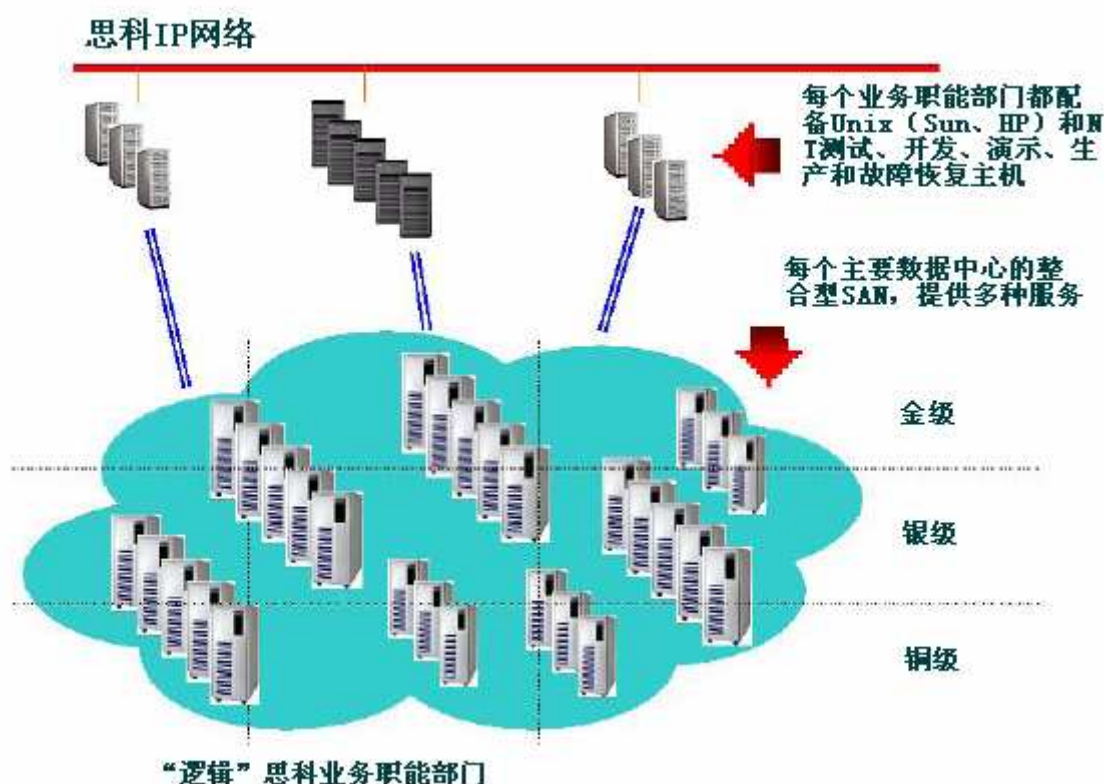 思科IP网络
每个业务职能部门都配
备Unix（Sun、HP）和N
T测试、开发、演示、生
产和故障恢复主机
每个主要数据中心的整
合型SAN，提供多种服务
金级
银级
铜级
“逻辑”思科业务职能部门